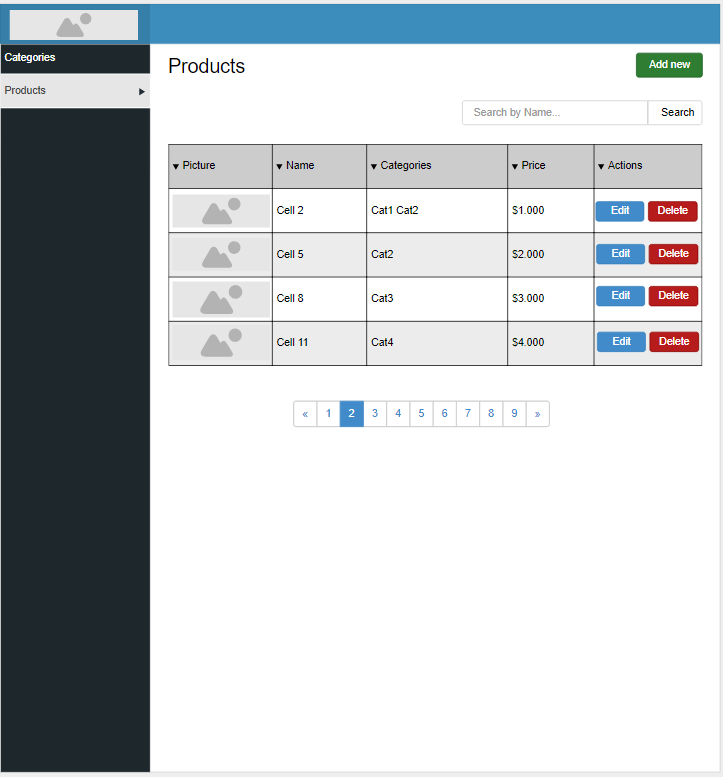 Categories
Products
Products
Add new
Search by Name... Search
▼ Picture ▼ Name ▼ Categories ▼ Price ▼ Actions
Cell 2 Cat1 Cat2 $1.000 Edit Delete
Cell 5 Cat2 $2.000 Edit Delete
Cell 8 Cat3 $3.000 Edit Delete
Cell 11 Cat4 $4.000 Edit Delete
« 1 2 3 4 5 6 7 8 9 »